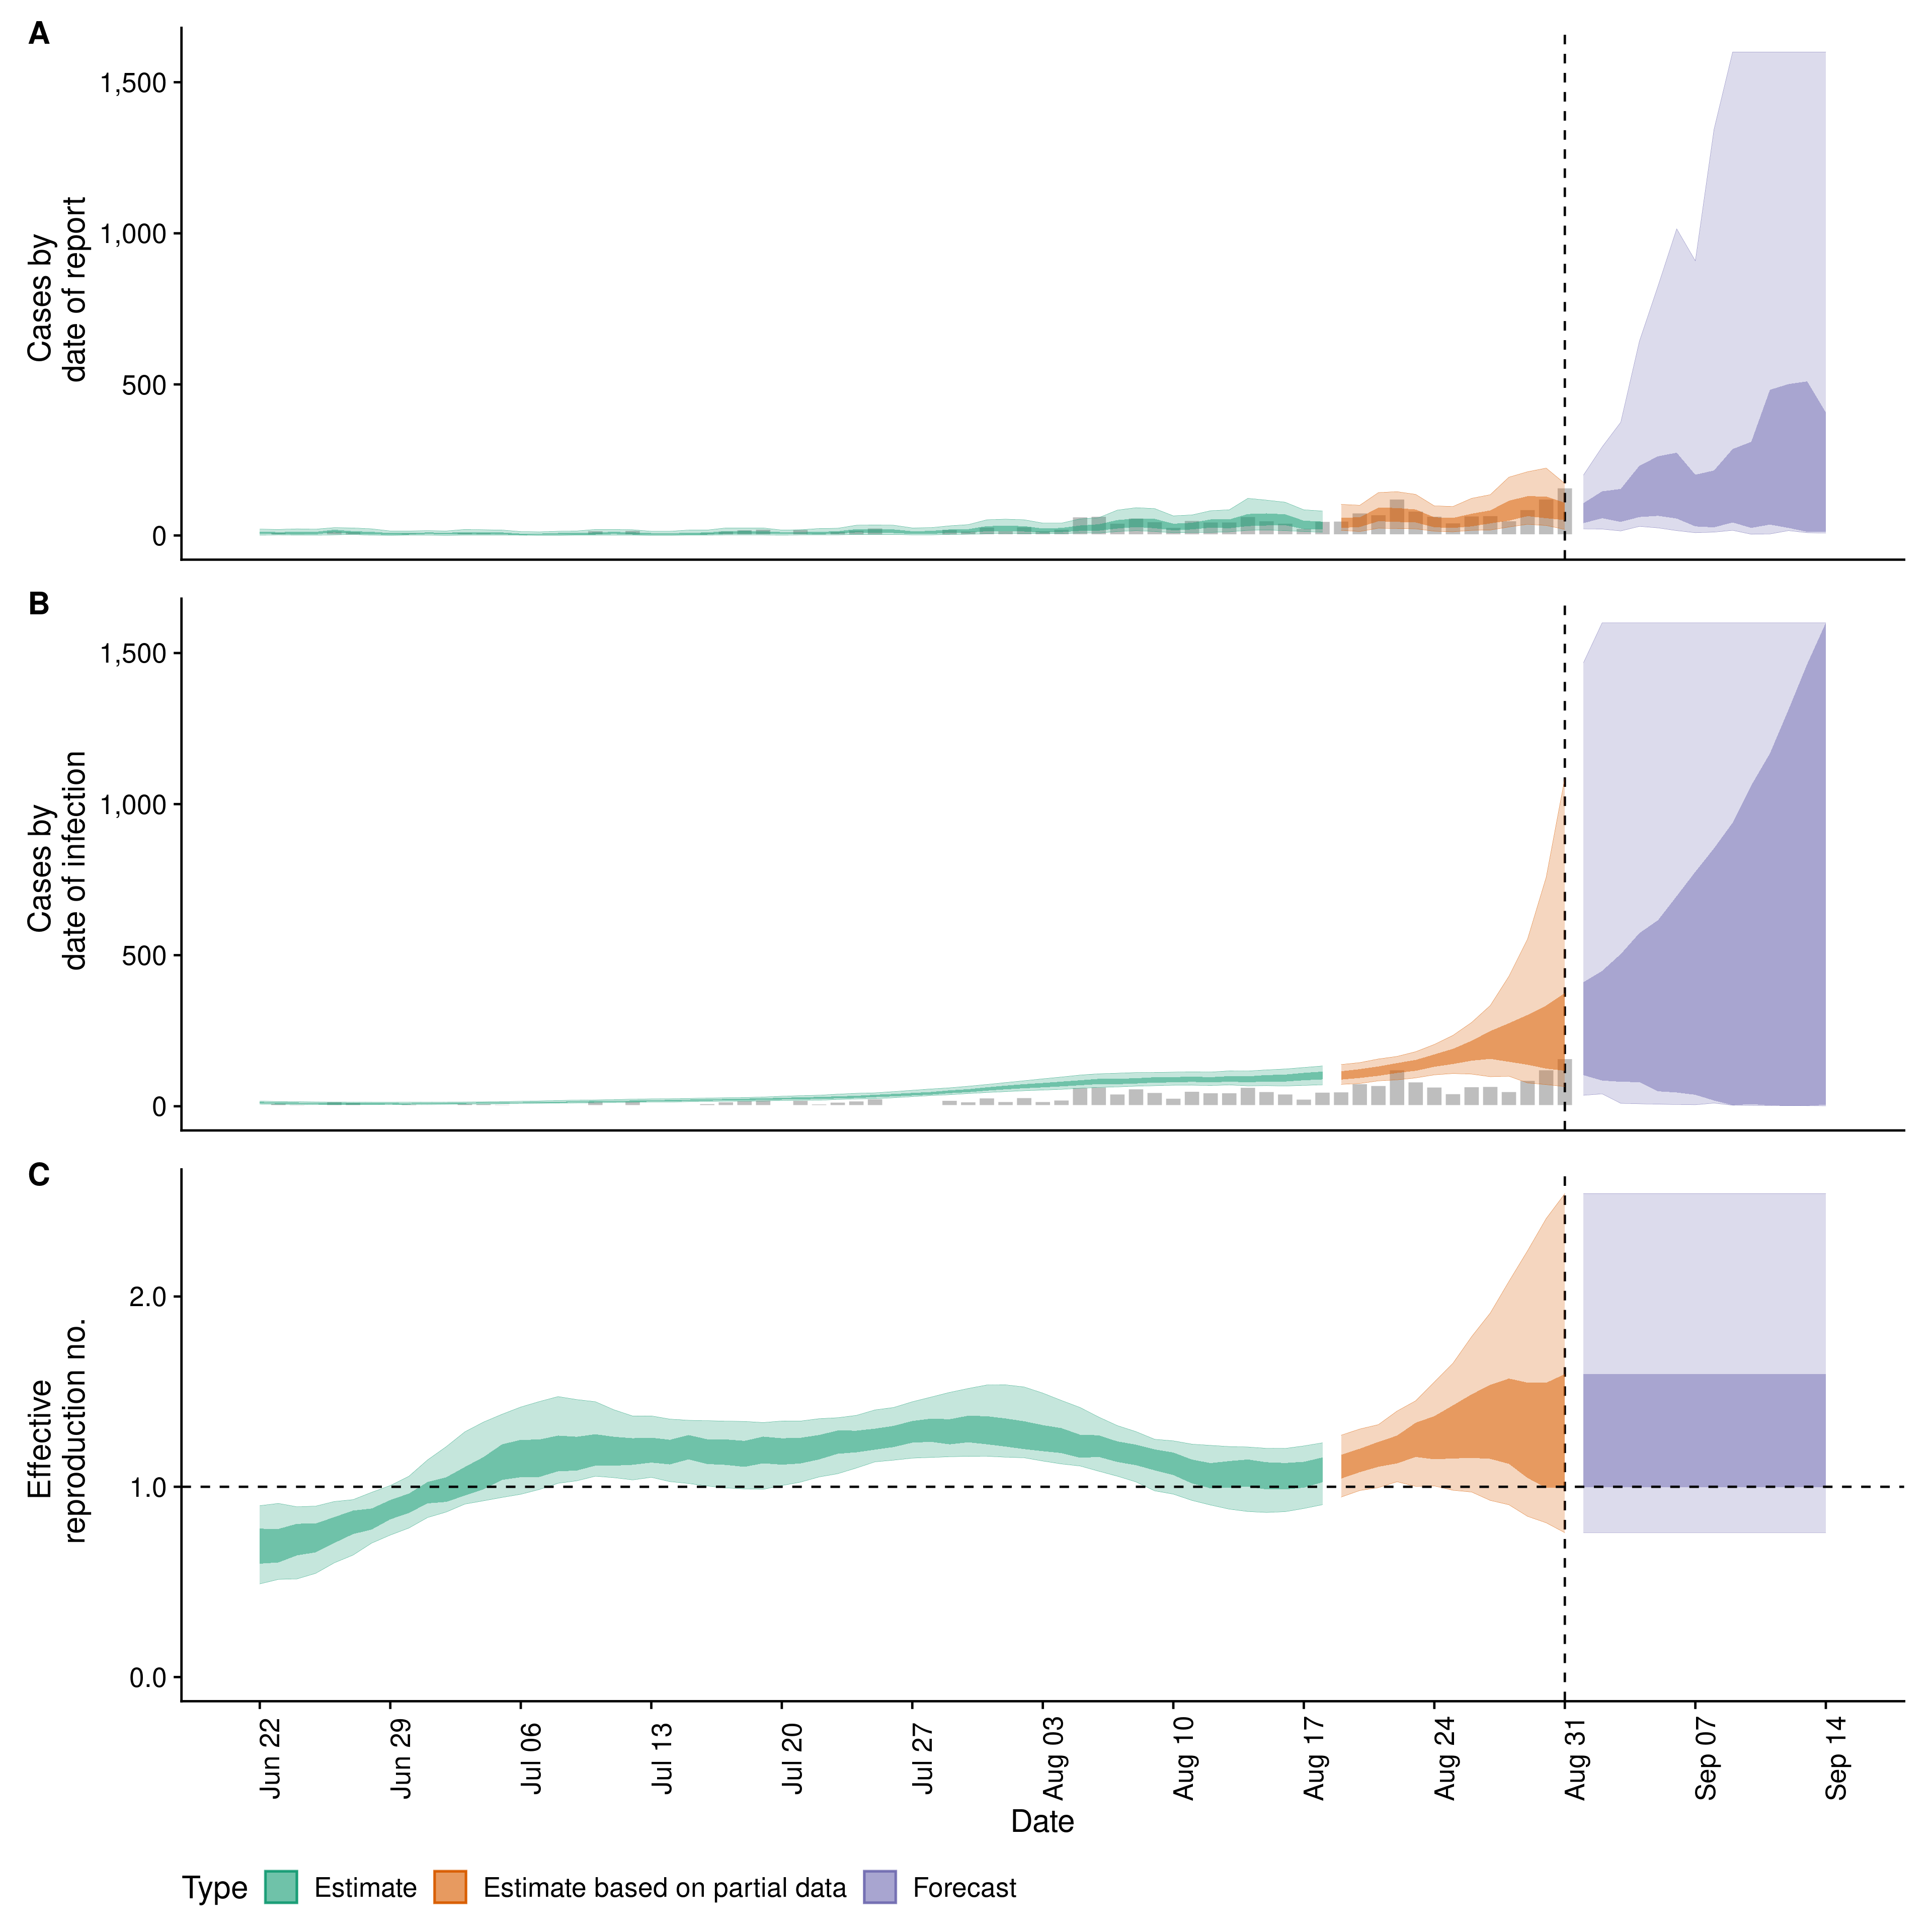 A
Cases by
date of report
1,500
1,000
500
0
B
Cases by
date of infection
1,500
1,000
500
0
C
Effective
reproduction no.
2.0
1.0
0.0
Jun 22
Jun 29
Jul 06
Jul 13
Jul 20
Jul 27
Aug 03
Aug 10
Aug 17
Aug 24
Aug 31
Sep 07
Sep 14
Date
Type Estimate Estimate based on partial data Forecast